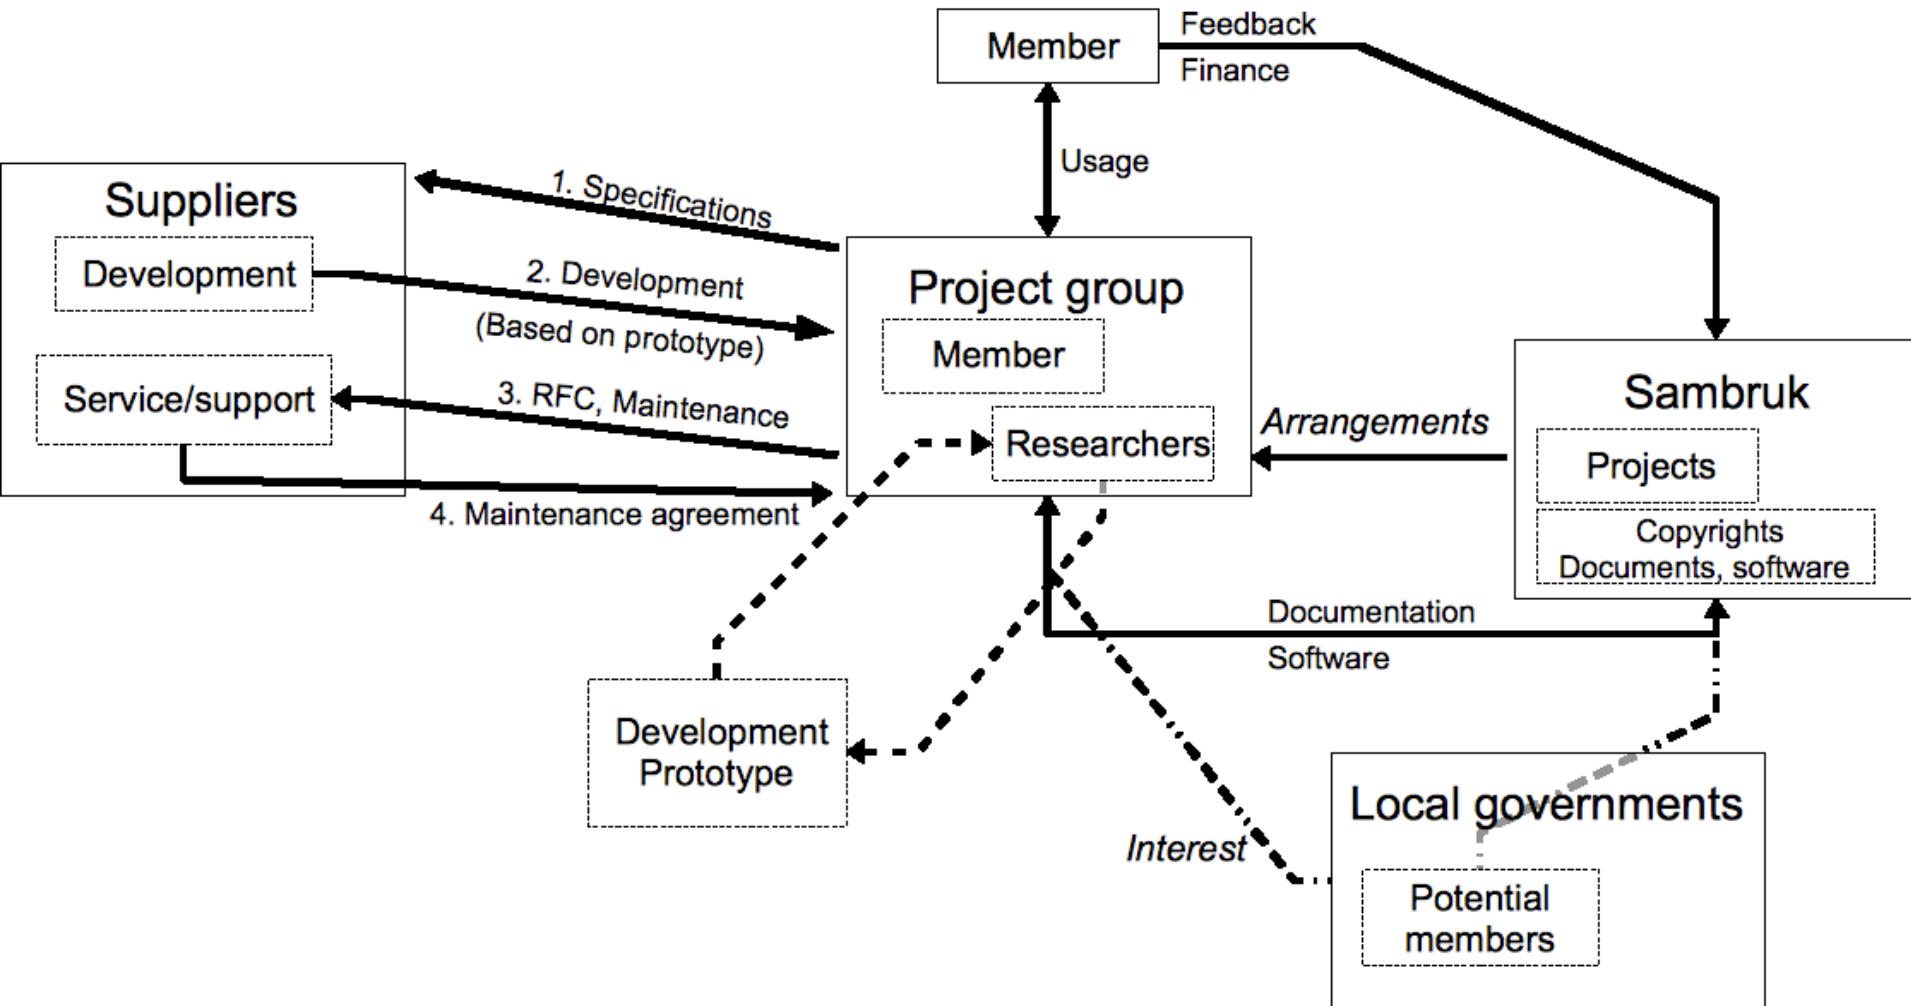 Member
Feedback
Finance
Usage
Suppliers
Development
Service/support
1. Specifications
2. Development
(Based on prototype)
3. RFC, Maintenance
4. Maintenance agreement
Project group
Member
Researchers
Arrangements
Sambruk
Projects
Copyrights
Documents, software
Documentation
Software
Development
Prototype
Interest
Local governments
Potential
members